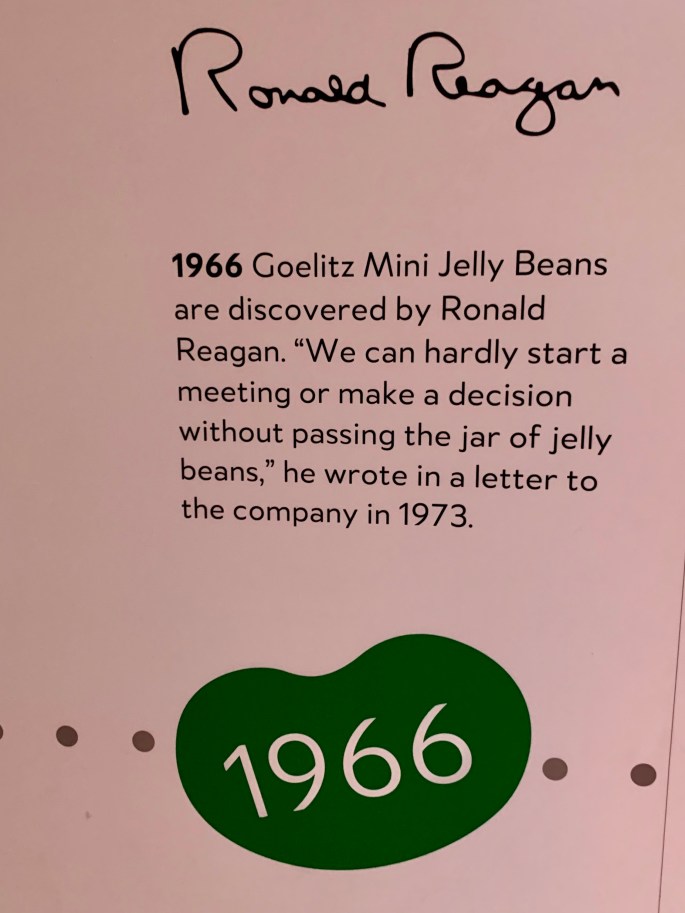 Ronald Reagan
1966 Goelitz Mini Jelly Beans
are discovered by Ronald
Reagan. “We can hardly start a
meeting or make a decision
without passing the jar of jelly
beans,” he wrote in a letter to
the company in 1973.
1966